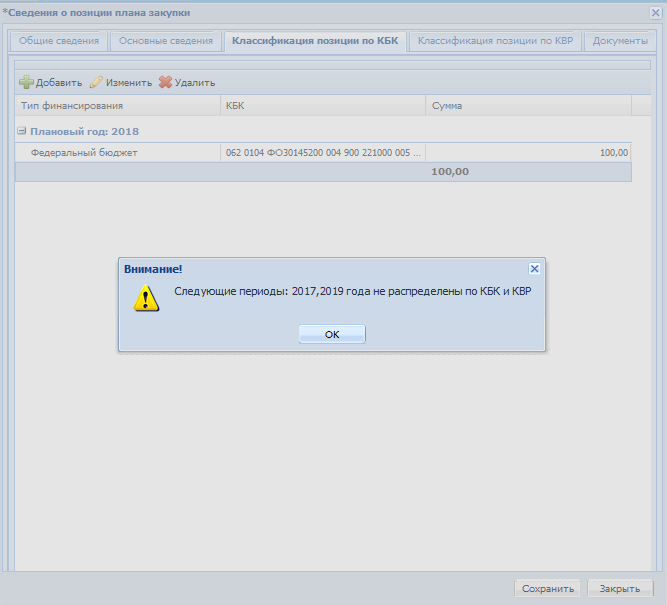 *Сведения о позиции плана закупки
Общие сведения Основные сведения Классификация позиции по КБК Классификация позиции по КВР Документы
Добавить Изменить Удалить
Тип финансирования КБК Сумма
Плановый год: 2018
Федеральный бюджет 062 0104 ФО30145200 004 900 221000 005 ... 100,00
100,00
Внимание!
Следующие периоды: 2017,2019 года не распределены по КБК и КВР
OK
Сохранить Закрыть